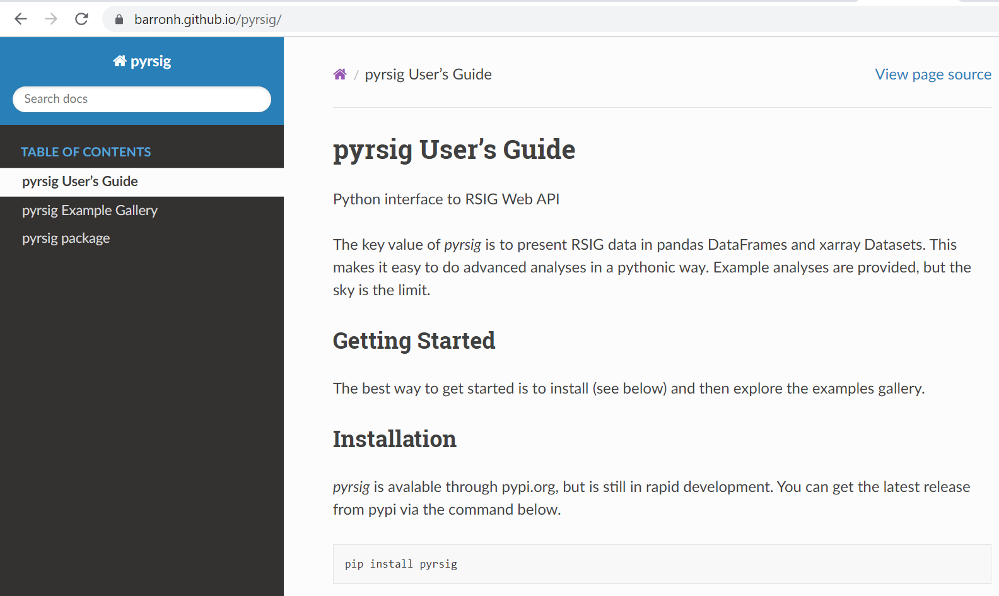 barronh.github.io/pyrsig/
pyrsig
Search docs
TABLE OF CONTENTS
pyrsig User’s Guide
pyrsig Example Gallery
pyrsig package
/ pyrsig User’s Guide
View page source
pyrsig User’s Guide
Python interface to RSIG Web API
The key value of pyrsig is to present RSIG data in pandas DataFrames and xarray Datasets. This
makes it easy to do advanced analyses in a pythonic way. Example analyses are provided, but the
sky is the limit.
Getting Started
The best way to get started is to install (see below) and then explore the examples gallery.
Installation
pyrsig is avalable through pypi.org, but is still in rapid development. You can get the latest release
from pypi via the command below.
pip install pyrsig